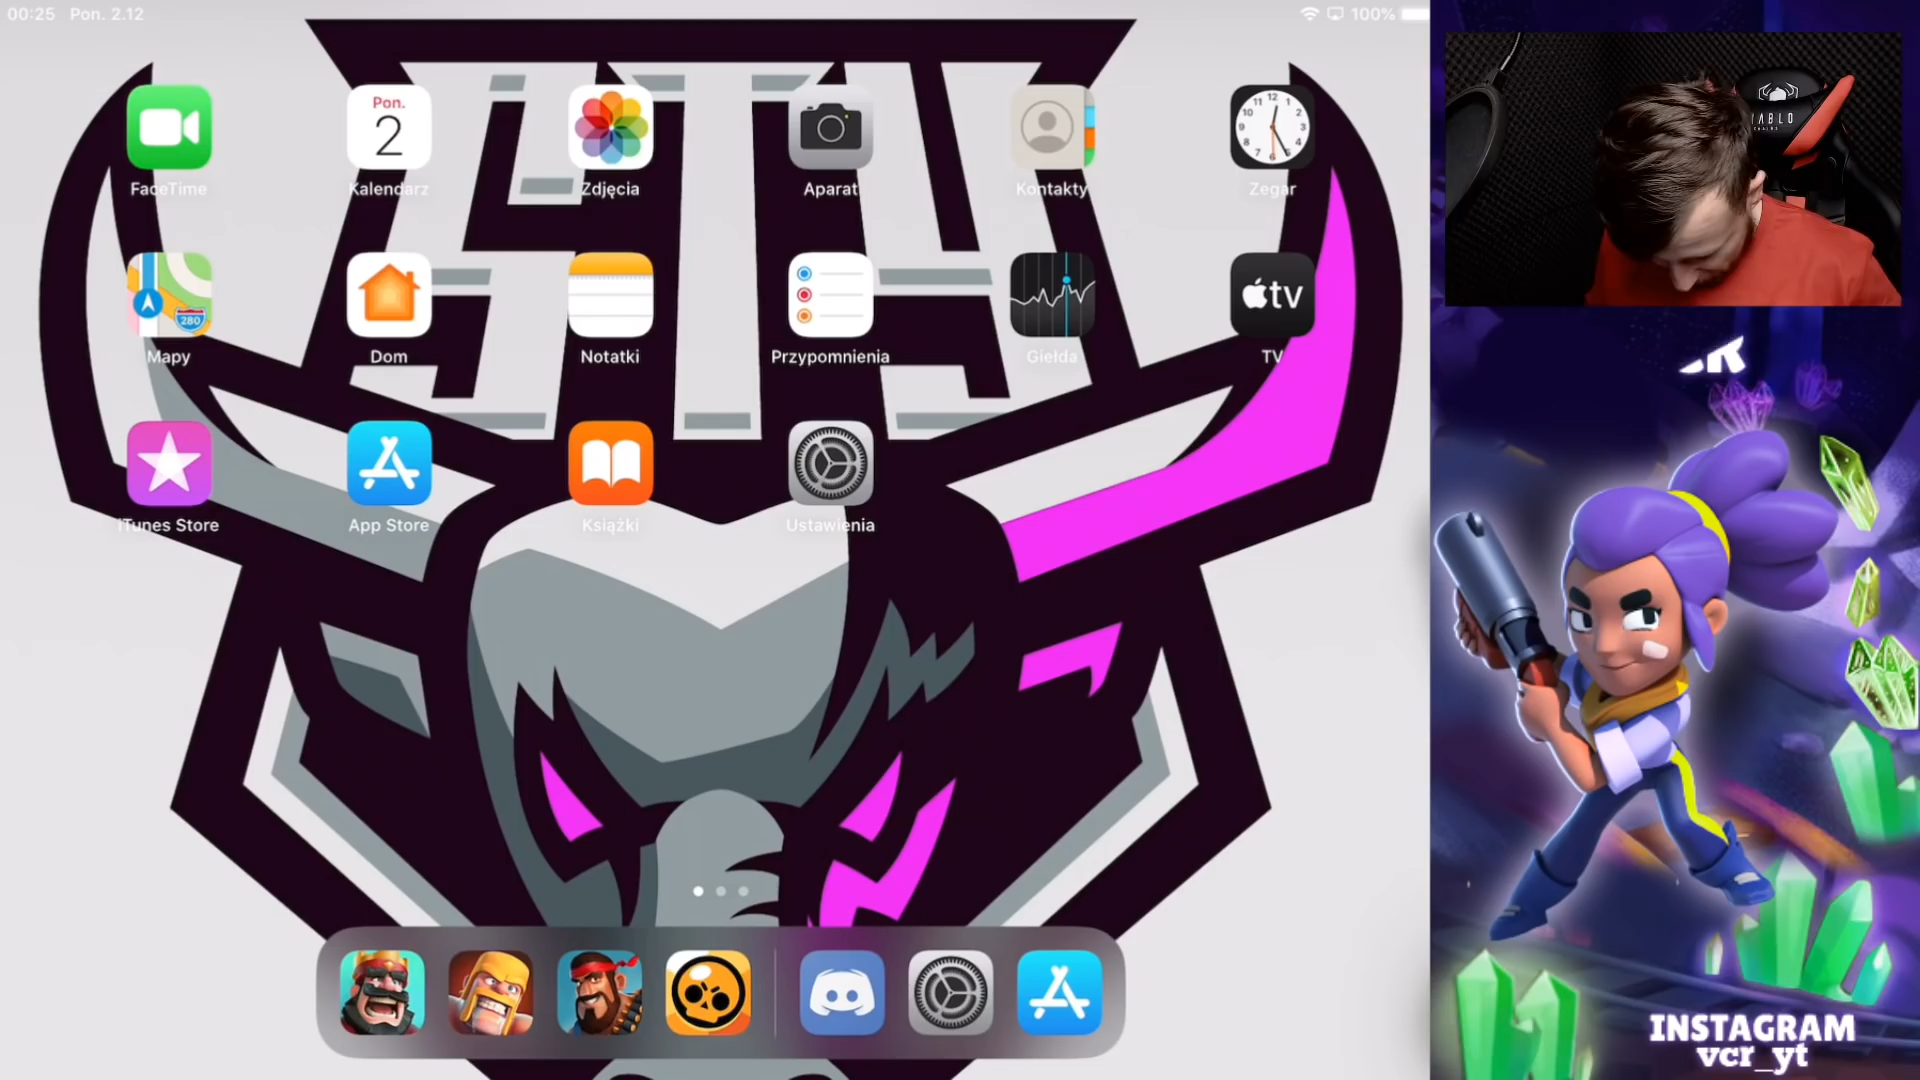 00:25 Pon. 2.12
100%
STH
Pon.
2
FaceTime
Kalendarz
Zdjęcia
Aparat
Kontakty
Zegar
280
tv
Mapy
Dom
Notatki
Przypomnienia
Giełda
TV
iTunes Store
App Store
Książki
Ustawienia
INSTAGRAM
vcr_yt